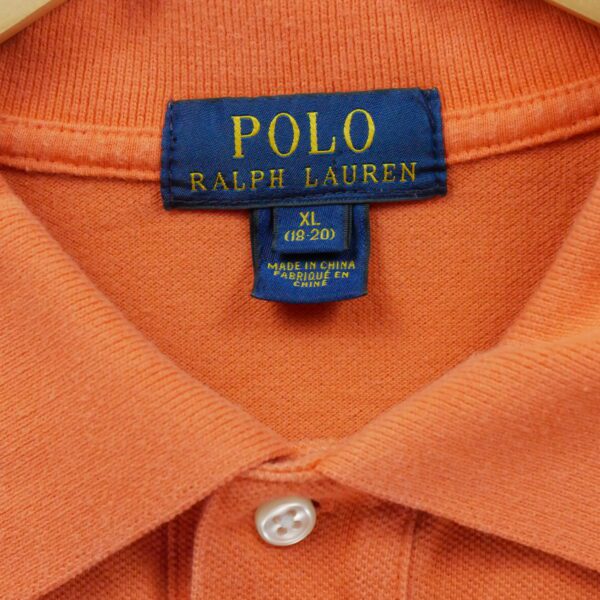 POLO
RALPH LAUREN
XL
(18-20)
MADE IN CHINA
FABRIQUÉ EN
CHINE